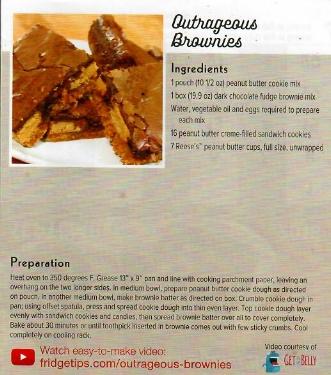 Outrageous
Brownies
Ingredients
1 pouch (10 1/2 oz) peanut butter cookie mix
1 box (19.9 oz) dark chocolate fudge brownie mix
Water, vegetable oil and eggs required to prepare
each mix
16 peanut butter creme-filled sandwich cookies
7 Reese's™ peanut butter cups, full size, unwrapped
Preparation
Heat oven to 350 degrees F. Grease 13" x 9" pan and line with cooking parchment paper, leaving an
overhang on the two longer sides. In medium bowl, prepare peanut butter cookie dough as directed
on pouch. In another medium bowl, make brownie batter as directed on box. Crumble cookie dough in
pan; using offset spatula, press and spread cookie dough into thin even layer. Top cookie dough layer
evenly with sandwich cookies and candies, then spread brownie batter over all to cover completely.
Bake about 30 minutes or until toothpick inserted in brownie comes out with few sticky crumbs. Cool
completely on cooling rack.
Watch easy-to-make video:
fridgetips.com/outrageous-brownies
Video courtesy of
GET IN MY BELLY